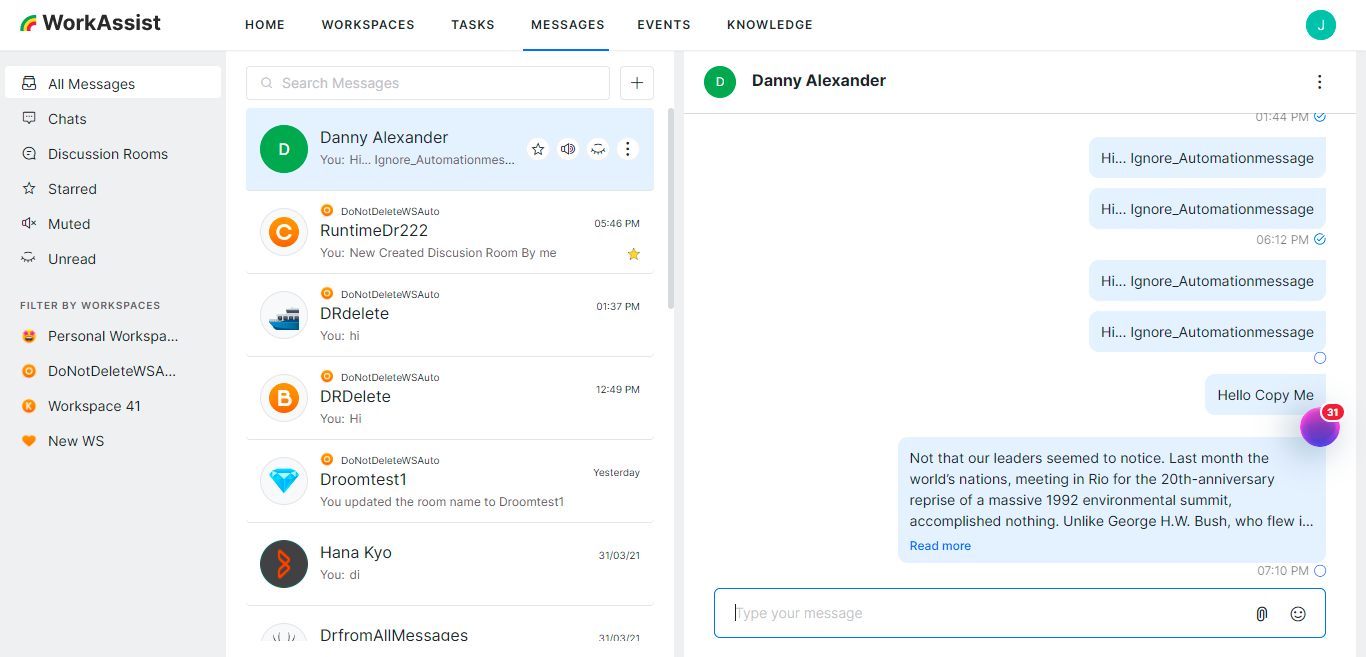 WorkAssist
HOME WORKSPACES TASKS MESSAGES EVENTS KNOWLEDGE
J
All Messages
Chats
Discussion Rooms
Starred
Muted
Unread
FILTER BY WORKSPACES
Personal Workspa...
DoNotDeleteWSA...
Workspace 41
New WS
Search Messages
D
Danny Alexander
You: Hi... Ignore_Automationmes...
DoNotDeleteWSAuto
C
RuntimeDr222
05:46 PM
You: New Created Discusion Room By me
DoNotDeleteWSAuto
DRdelete
01:37 PM
You: hi
DoNotDeleteWSAuto
B
DRDelete
12:49 PM
You: Hi
DoNotDeleteWSAuto
Droomtest1
Yesterday
You updated the room name to Droomtest1
Hana Kyo
31/03/21
You: di
DrfromAllMessages
31/03/21
D
Danny Alexander
01:44 PM
Hi... Ignore_Automationmessage
Hi... Ignore_Automationmessage
06:12 PM
Hi... Ignore_Automationmessage
Hi... Ignore_Automationmessage
Hello Copy Me
31
Not that our leaders seemed to notice. Last month the
world's nations, meeting in Rio for the 20th-anniversary
reprise of a massive 1992 environmental summit,
accomplished nothing. Unlike George H.W. Bush, who flew i...
Read more
07:10 PM
Type your message